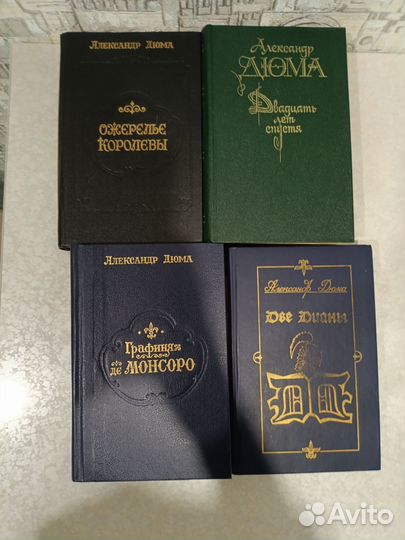 Александр Дюма
Ожерелье
Королевы
Александр
Дюма
Двадцать
лет
спустя
Александр Дюма
Графиня
де Монсоро
Александр Дюма
Две Дианы
DD
Avito